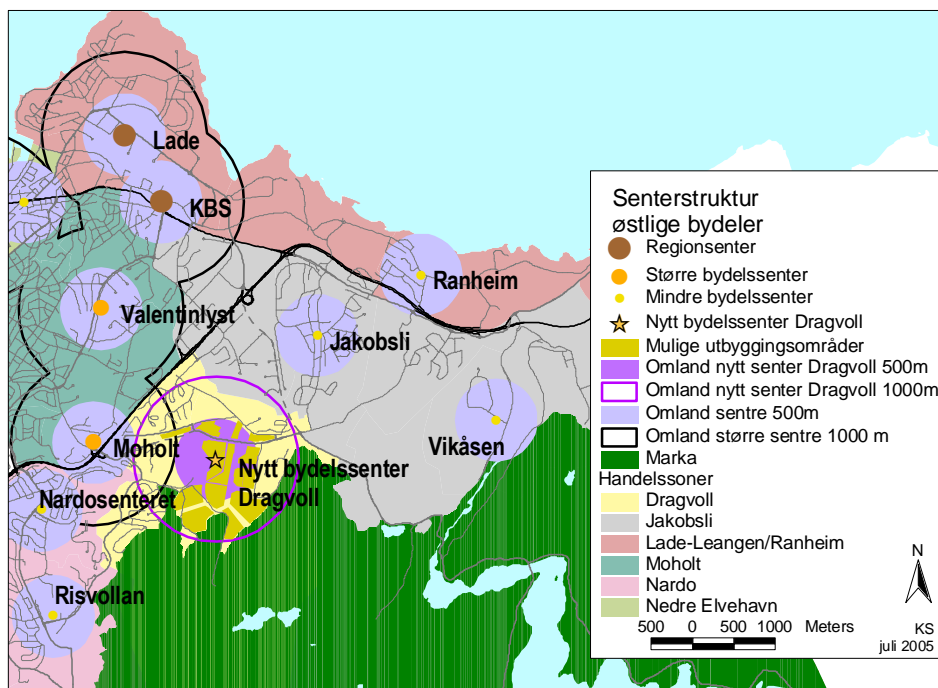 Lade
KBS
Ranheim
Valentinlyst
Jakobsli
Vikåsen
Moholt
Nytt bydelssenter
Dragvoll
Nardosenteret
Risvollan
Senterstruktur
østlige bydeler
Regionsenter
Større bydelssenter
Mindre bydelssenter
Nytt bydelssenter Dragvoll
Mulige utbyggingsområder
Omland nytt senter Dragvoll 500m
Omland nytt senter Dragvoll 1000m
Omland sentre 500m
Omland større sentre 1000 m
Marka
Handelssoner
Dragvoll
Jakobsli
Lade-Leangen/Ranheim
Moholt
Nardo
Nedre Elvehavn
N
500 0 500 1000 Meters
KS
juli 2005